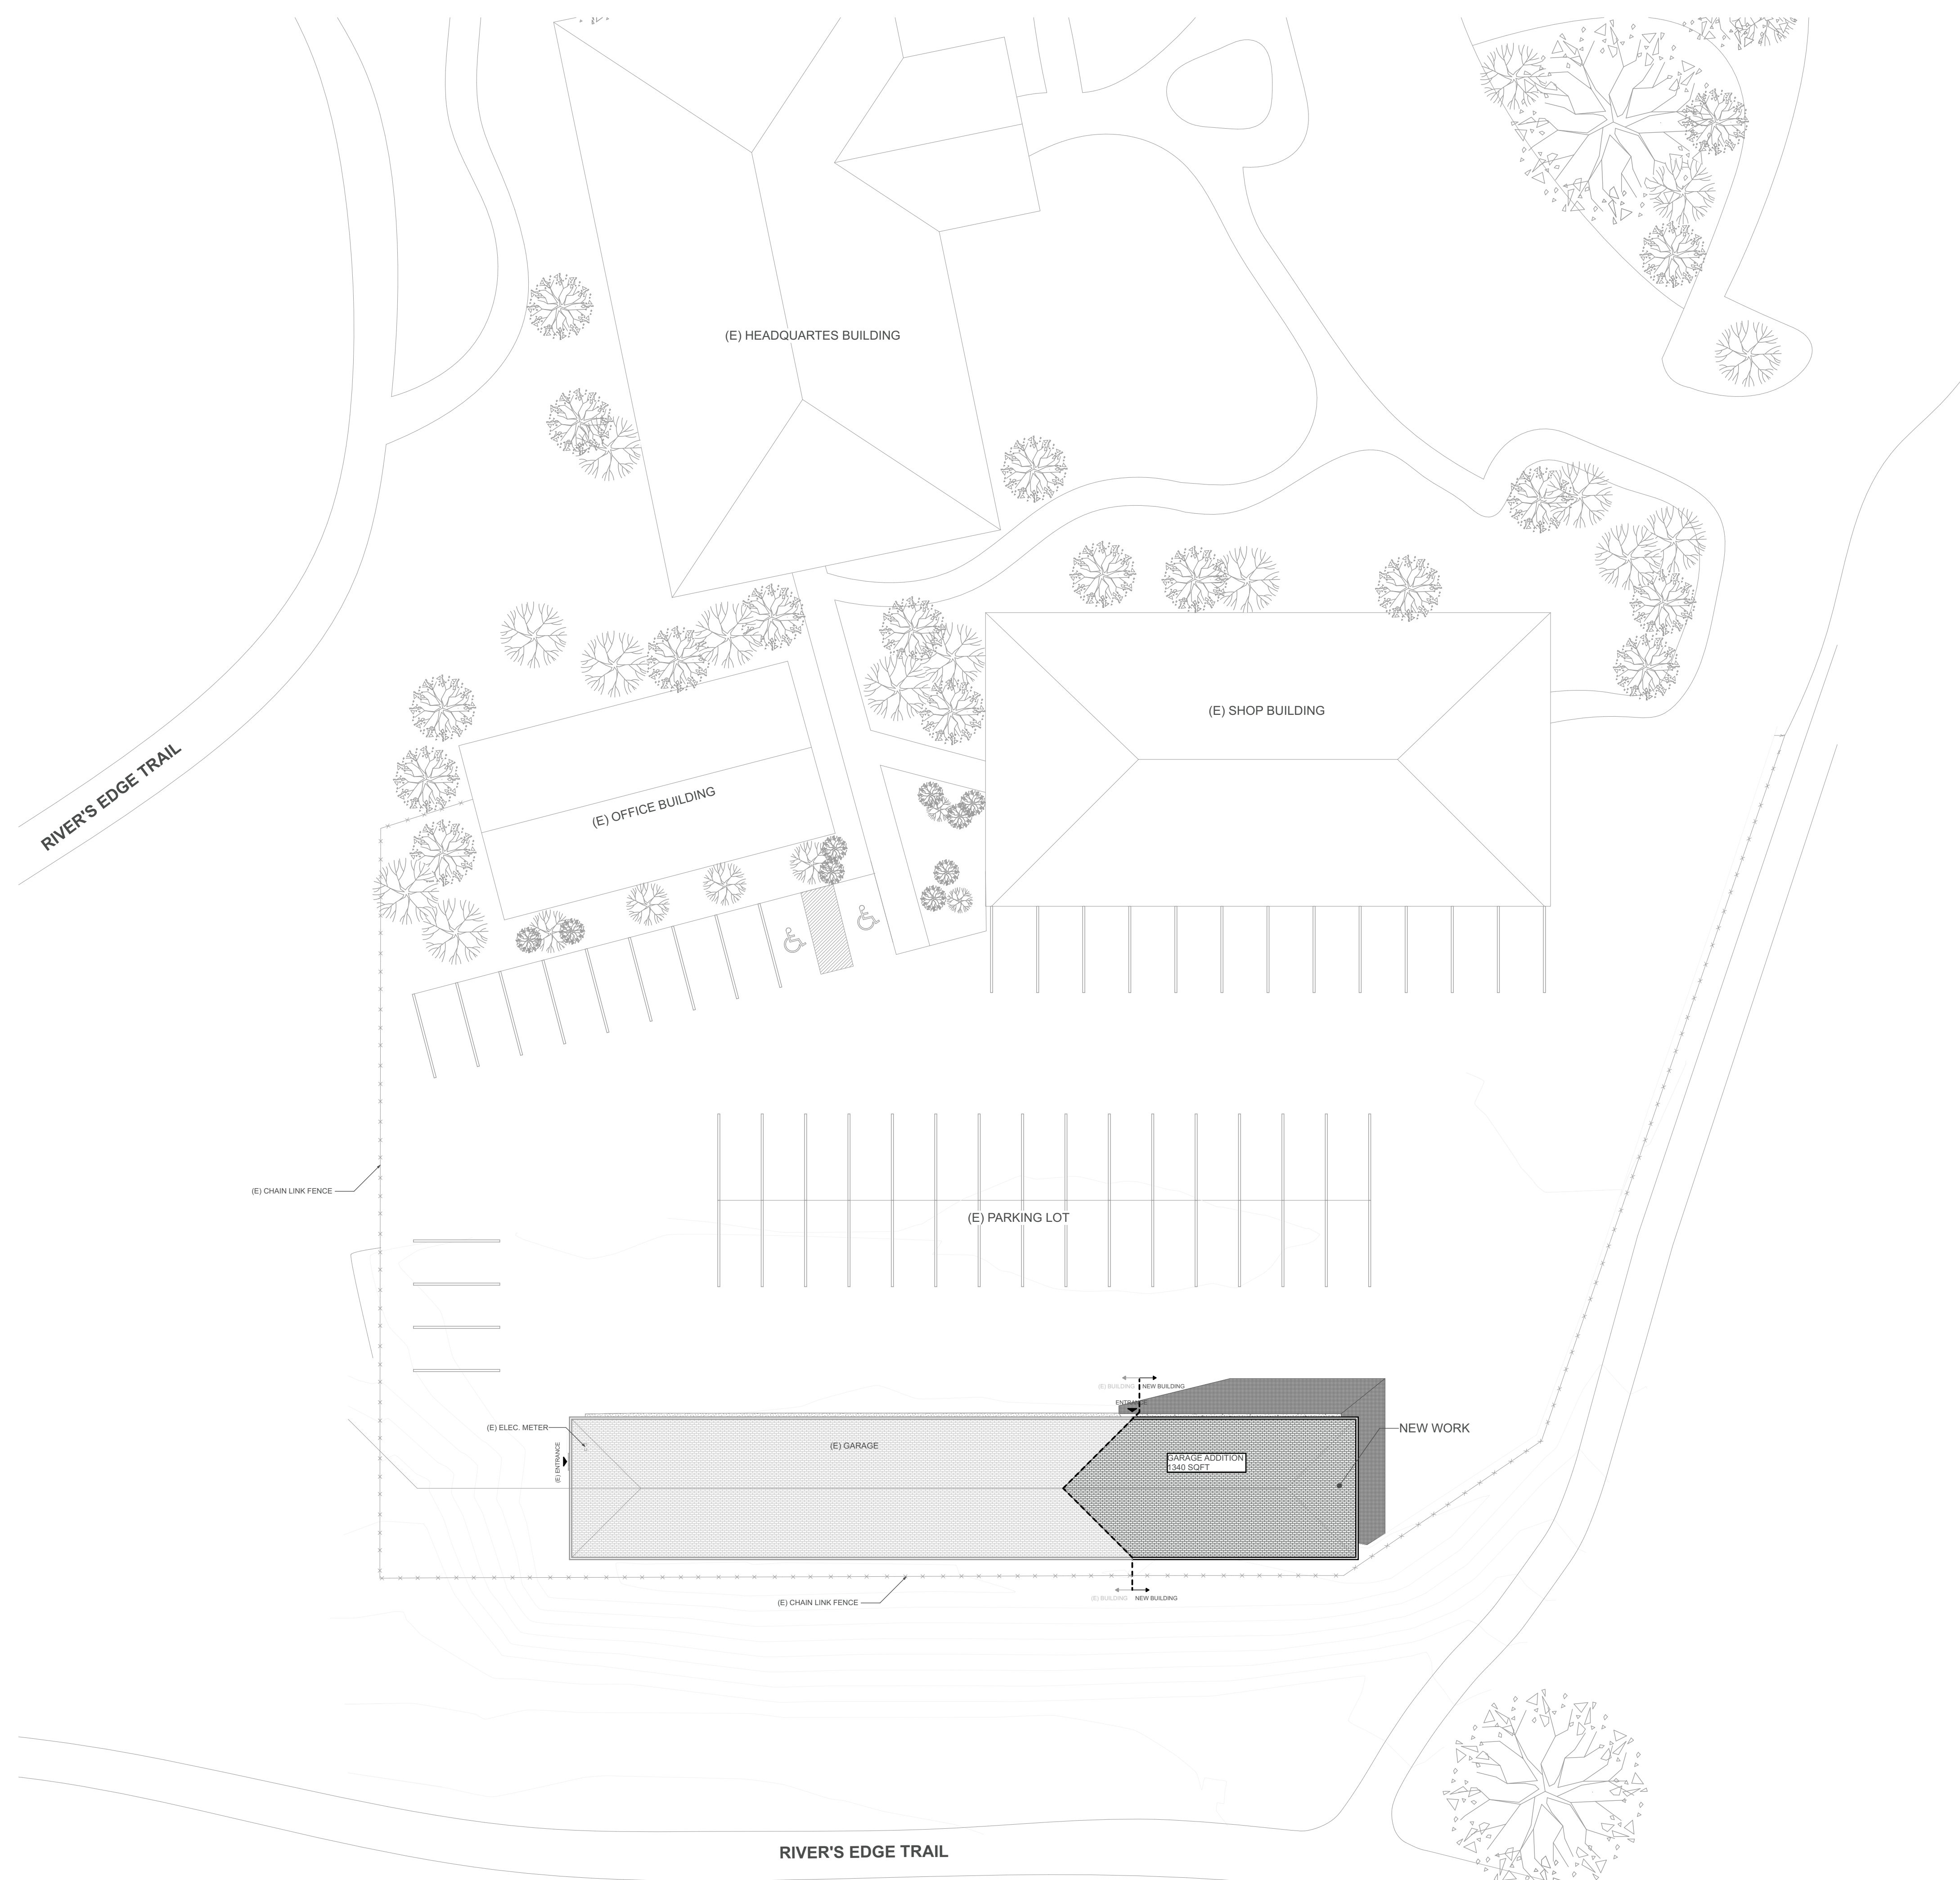 (E) HEADQUARTES BUILDING
(E) SHOP BUILDING
RIVER'S EDGE TRAIL
(E) OFFICE BUILDING
(E) CHAIN LINK FENCE
(E) PARKING LOT
(E) BUILDING NEW BUILDING
ENTRANCE
(E) ELEC. METER
NEW WORK
(E) ENTRANCE
(E) GARAGE
GARAGE ADDITION
1340 SQFT
(E) CHAIN LINK FENCE
(E) BUILDING NEW BUILDING
RIVER'S EDGE TRAIL